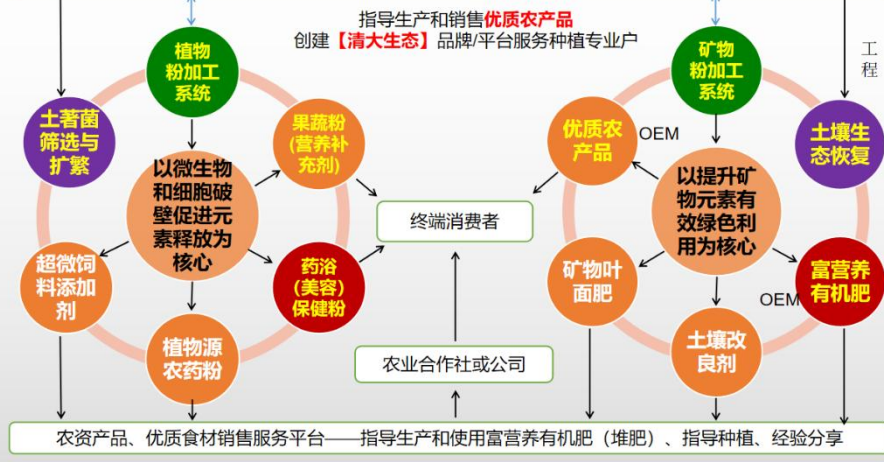 指导生产和销售优质农产品
创建【清大生态】品牌/平台服务种植专业户
植物
粉加工
系统
土著菌
筛选与
扩繁
果蔬粉
(营养补
充剂)
以微生物
和细胞破
壁促进元
素释放为
核心
超微饲
料添加
剂
药浴
(美容)
保健粉
植物源
农药粉
终端消费者
农业合作社或公司
矿物
粉加工
系统
工
程
优质农
产品
OEM
土壤生
态恢复
以提升矿
物元素有
效绿色利
用为核心
矿物叶
面肥
富营养
有机肥
OEM
土壤改
良剂
农资产品、优质食材销售服务平台——指导生产和使用富营养有机肥（堆肥）、指导种植、经验分享